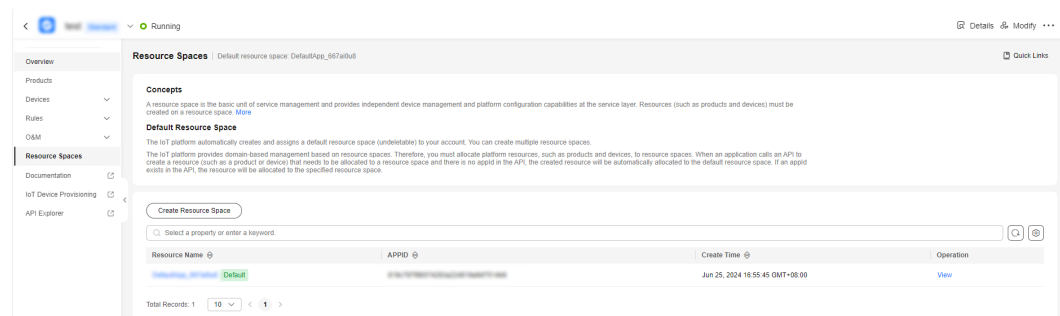 Running
Details Modify
Overview
Products
Devices
Rules
O&M
Resource Spaces
Documentation
IoT Device Provisioning
API Explorer
Resource Spaces Default resource space: DefaultApp_667ai0u8
Quick Links
Concepts
A resource space is the basic unit of service management and provides independent device management and platform configuration capabilities at the service layer. Resources (such as products and devices) must be
created on a resource space. More
Default Resource Space
The IoT platform automatically creates and assigns a default resource space (undeletable) to your account. You can create multiple resource spaces.
The IoT platform provides domain-based management based on resource spaces. Therefore, you must allocate platform resources, such as products and devices, to resource spaces. When an application calls an API to
create a resource (such as a product or device) that needs to be allocated to a resource space and there is no appId in the API, the created resource will be automatically allocated to the default resource space. If an appId
exists in the API, the resource will be allocated to the specified resource space.
Create Resource Space
Select a property or enter a keyword.
Resource Name APPID Create Time Operation
Default Jun 25, 2024 16:55:45 GMT+08:00 View
Total Records: 1 10 1